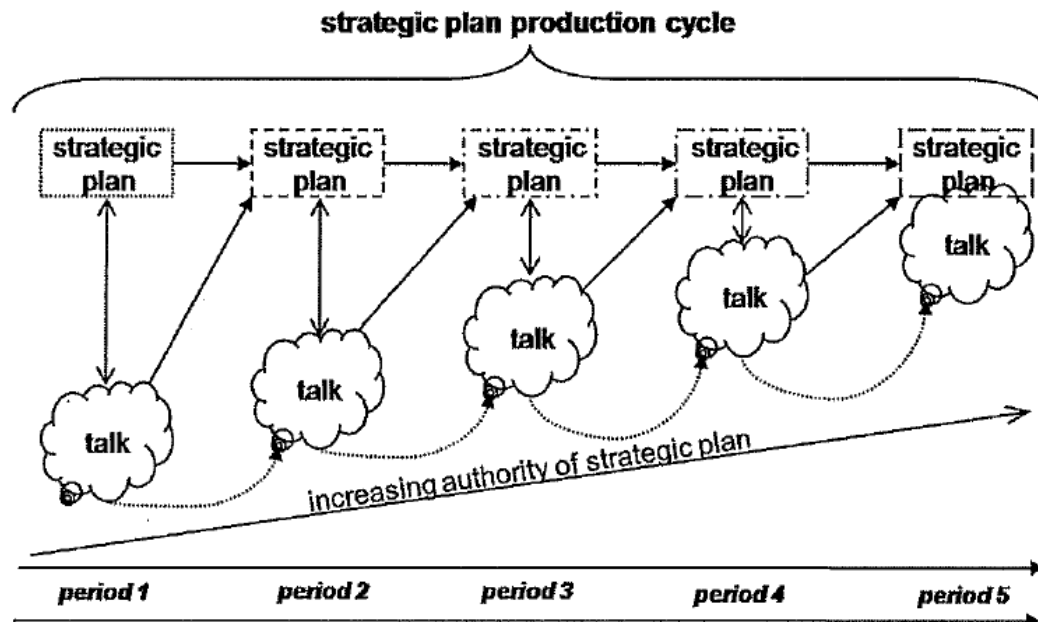 strategic plan production cycle
strategic
plan
strategic
plan
strategic
plan
strategic
plan
strategic
plan
talk
talk
talk
talk
talk
increasing authority of strategic plan
period 1
period 2
period 3
period 4
period 5